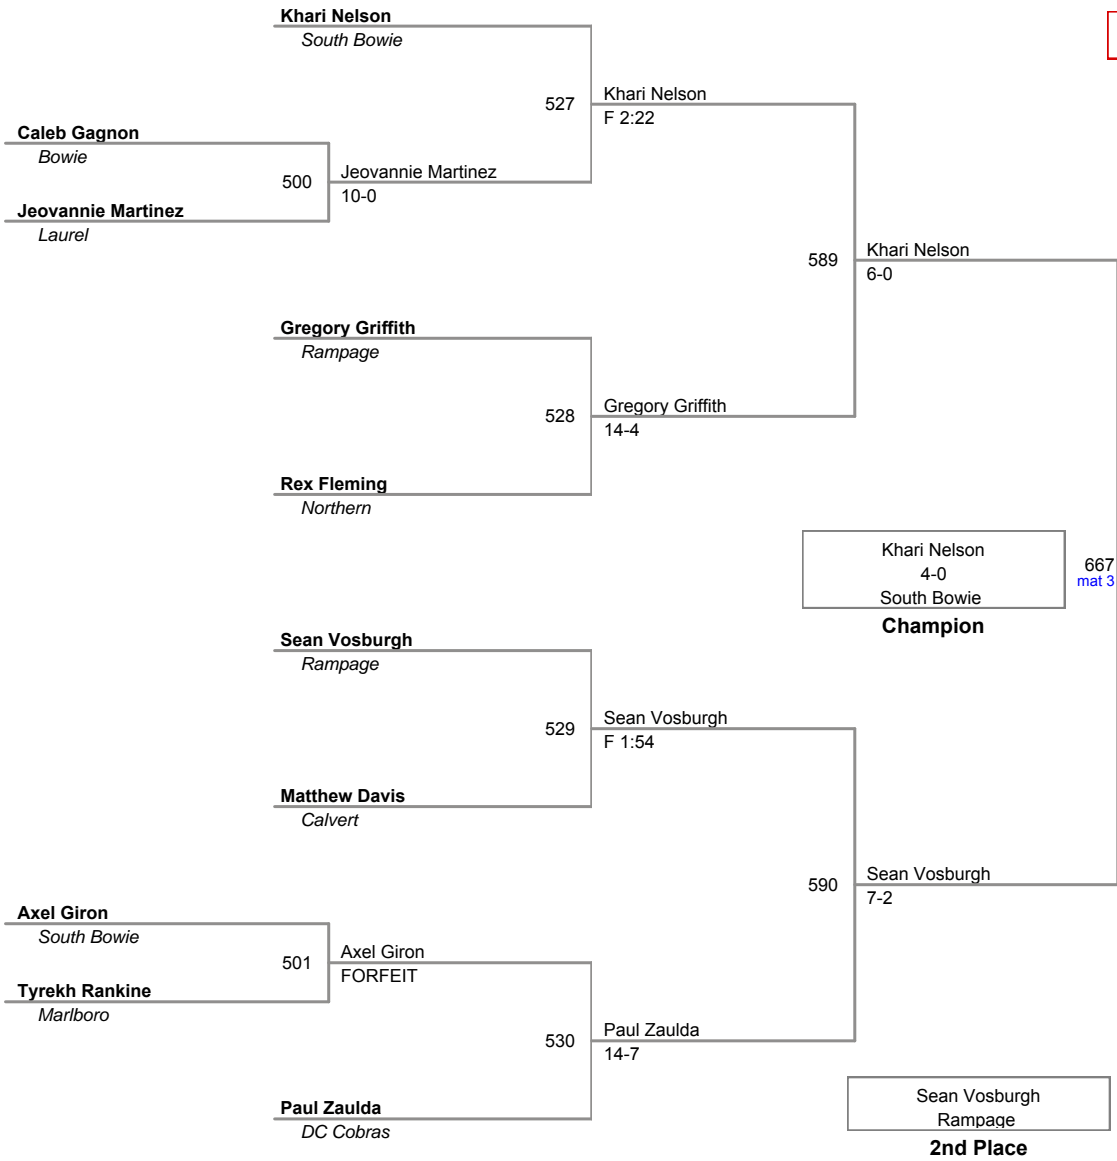 Khari Nelson
South Bowie
527
Khari Nelson
F 2:22
Caleb Gagnon
Bowie
500
Jeovannie Martinez
10-0
Jeovannie Martinez
Laurel
589
Khari Nelson
6-0
Gregory Griffith
Rampage
528
Gregory Griffith
14-4
Rex Fleming
Northern
Khari Nelson
4-0
South Bowie
Champion
667
mat 3
Sean Vosburgh
Rampage
529
Sean Vosburgh
F 1:54
Matthew Davis
Calvert
590
Sean Vosburgh
7-2
Axel Giron
South Bowie
501
Axel Giron
FORFEIT
Tyrekh Rankine
Marlboro
530
Paul Zaulda
14-7
Paul Zaulda
DC Cobras
Sean Vosburgh
Rampage
2nd Place